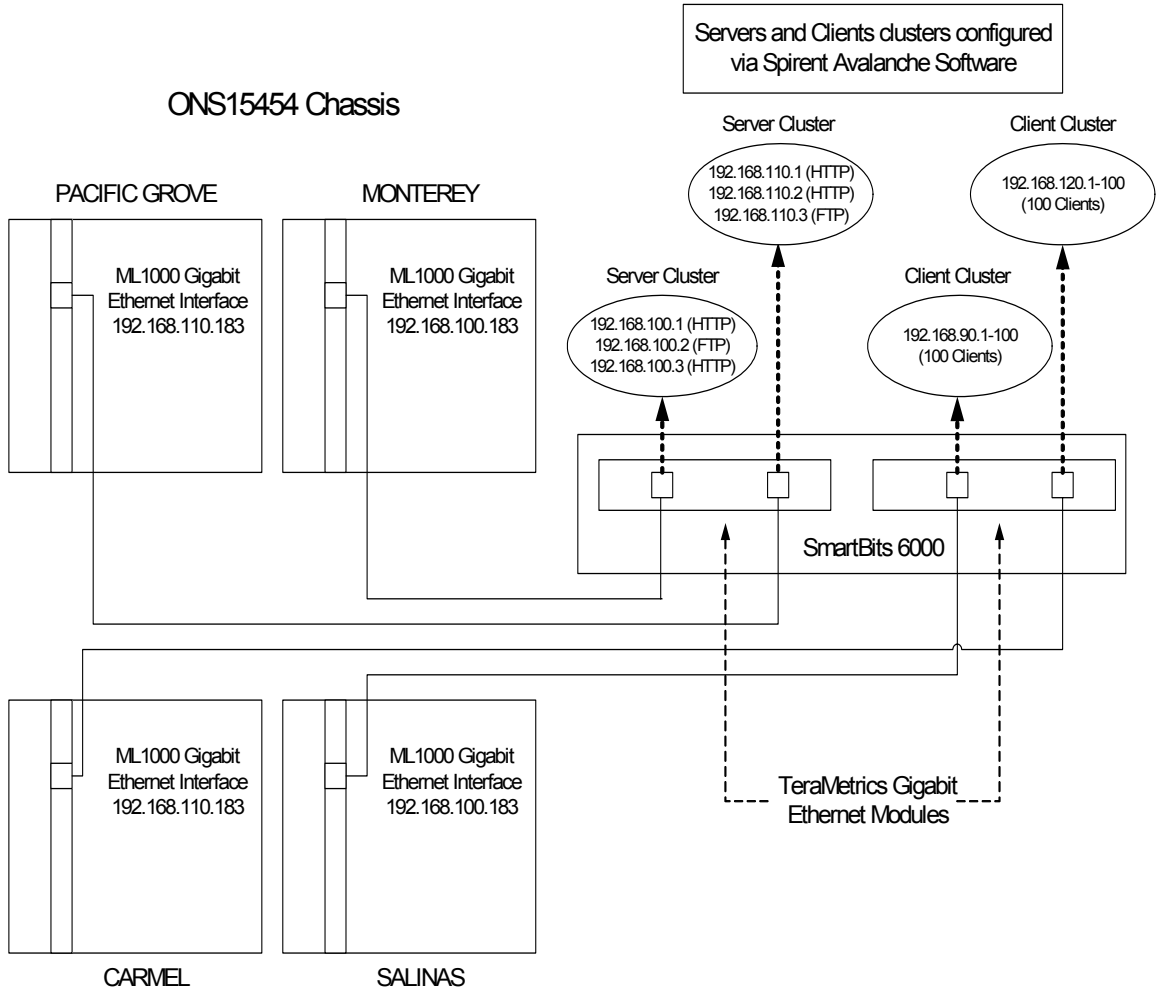 Servers and Clients clusters configured
via Spirent Avalanche Software
ONS15454 Chassis
Server Cluster
Client Cluster
192.168.110.1 (HTTP)
192.168.110.2 (HTTP)
192.168.110.3 (FTP)
192.168.120.1-100
(100 Clients)
PACIFIC GROVE
MONTEREY
ML1000 Gigabit
Ethernet Interface
192.168.110.183
ML1000 Gigabit
Ethernet Interface
192.168.100.183
Server Cluster
Client Cluster
192.168.100.1 (HTTP)
192.168.100.2 (FTP)
192.168.100.3 (HTTP)
192.168.90.1-100
(100 Clients)
SmartBits 6000
ML1000 Gigabit
Ethernet Interface
192.168.110.183
ML1000 Gigabit
Ethernet Interface
192.168.100.183
TeraMetrics Gigabit
Ethernet Modules
CARMEL
SALINAS